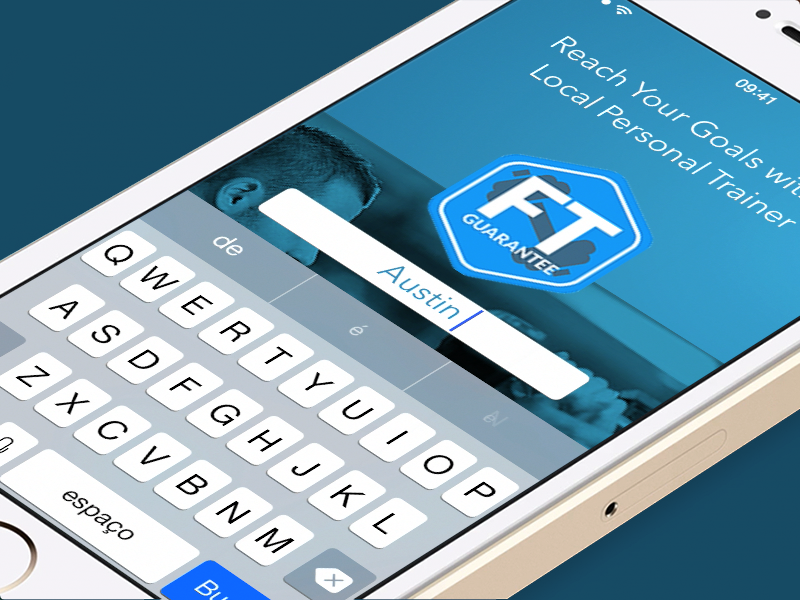 09:41
Reach Your Goals wit
Local Personal Trainer
FT
GUARANTEE
Austin
de é
Q W E R T Y U I O P
A S D F G H J K L
Z X C V B N M
espaço
Bu